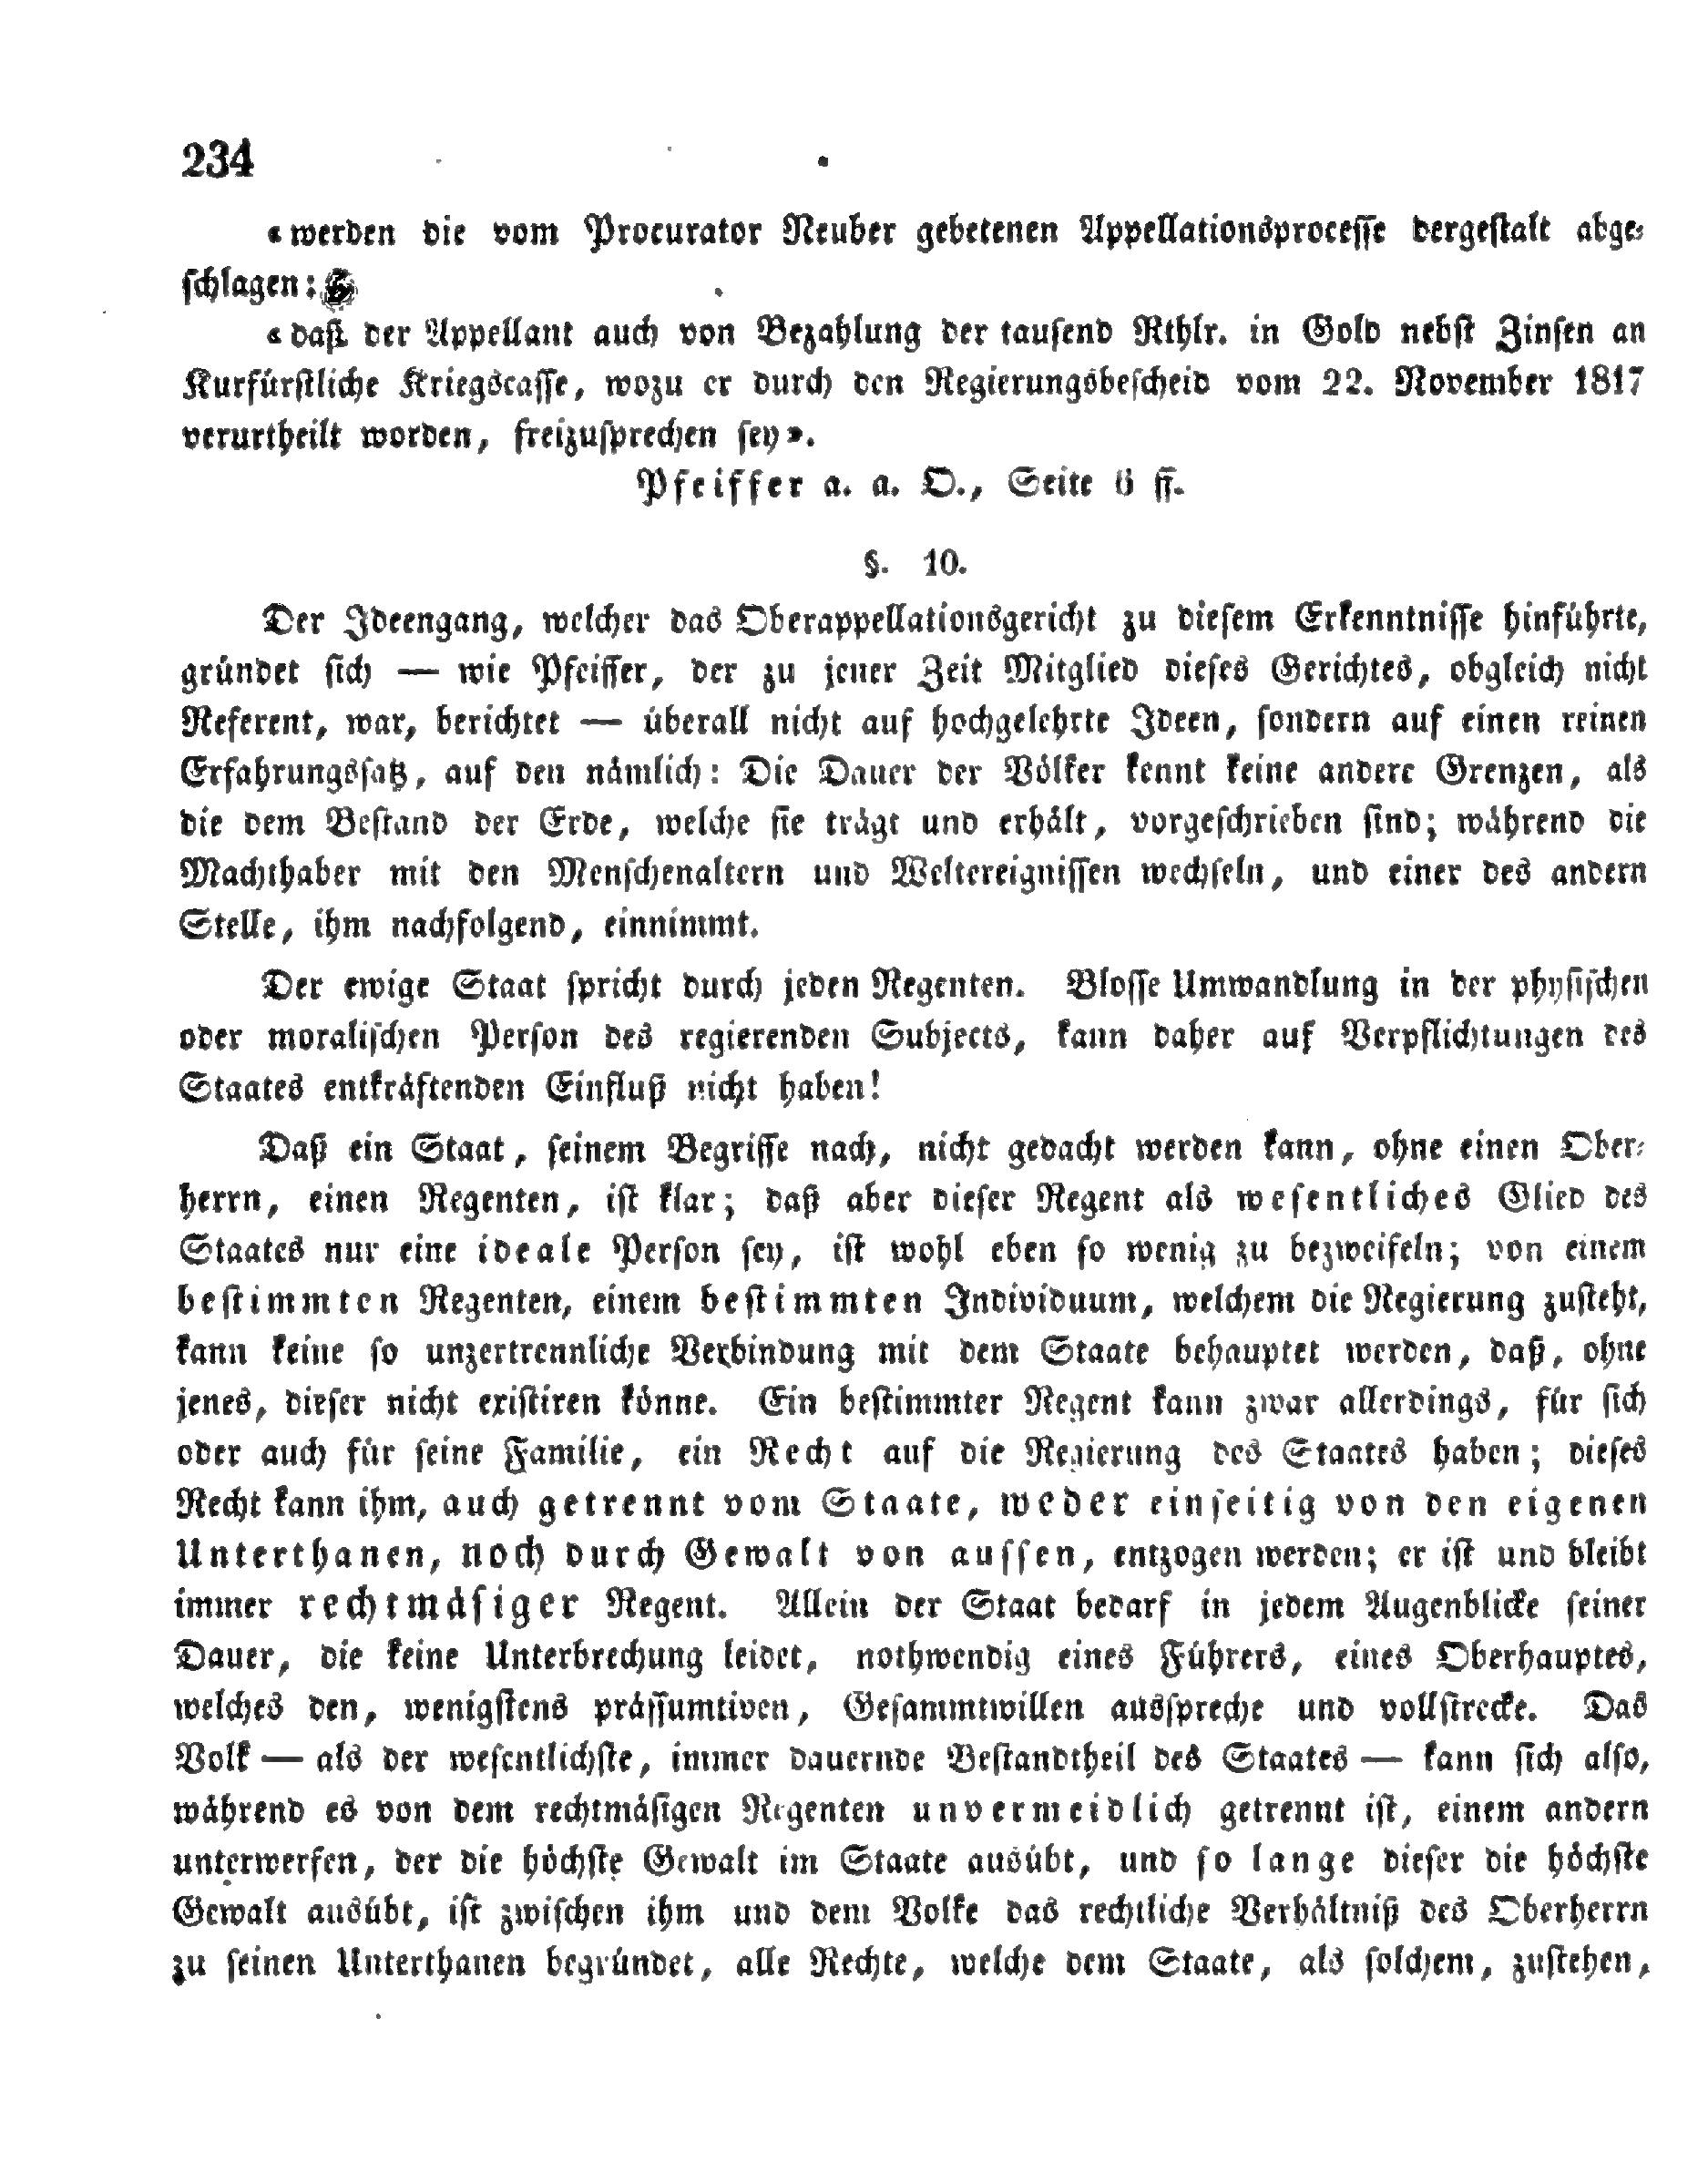 234
«werden die vom Procurator Neuber gebetenen Appellationsprocesse dergestalt abge-
schlagen:
«daß der Appellant auch von Bezahlung der tausend Rthlr. in Gold nebst Zinsen an
Kurfürstliche Kriegscasse, wozu er durch den Regierungsbescheid vom 22. November 1817
verurtheilt worden, freizusprechen sey».
Pfeiffer a. a. O., Seite 6 ff.
§. 10.
Der Ideengang, welcher das Oberappellationsgericht zu diesem Erkenntnisse hinführte,
gründet sich — wie Pfeiffer, der zu jener Zeit Mitglied dieses Gerichtes, obgleich nicht
Referent, war, berichtet — überall nicht auf hochgelehrte Ideen, sondern auf einen reinen
Erfahrungssatz, auf den nämlich: Die Dauer der Völker kennt keine andere Grenzen, als
die dem Bestand der Erde, welche sie trägt und erhält, vorgeschrieben sind; während die
Machthaber mit den Menschenaltern und Weltereignissen wechseln, und einer des andern
Stelle, ihm nachfolgend, einnimmt.
Der ewige Staat spricht durch jeden Regenten. Blosse Umwandlung in der physischen
oder moralischen Person des regierenden Subjects, kann daher auf Verpflichtungen des
Staates entkräftenden Einfluß nicht haben!
Daß ein Staat, seinem Begriffe nach, nicht gedacht werden kann, ohne einen Ober-
herrn, einen Regenten, ist klar; daß aber dieser Regent als wesentliches Glied des
Staates nur eine ideale Person sey, ist wohl eben so wenig zu bezweifeln; von einem
bestimmten Regenten, einem bestimmten Individuum, welchem die Regierung zusteht,
kann keine so unzertrennliche Verbindung mit dem Staate behauptet werden, daß, ohne
jenes, dieser nicht existiren könne. Ein bestimmter Regent kann zwar allerdings, für sich
oder auch für seine Familie, ein Recht auf die Regierung des Staates haben; dieses
Recht kann ihm, auch getrennt vom Staate, weder einseitig von den eigenen
Unterthanen, noch durch Gewalt von aussen, entzogen werden; er ist und bleibt
immer rechtmäsiger Regent. Allein der Staat bedarf in jedem Augenblicke seiner
Dauer, die keine Unterbrechung leidet, nothwendig eines Führers, eines Oberhauptes,
welches den, wenigstens präsumtiven, Gesammtwillen ausspreche und vollstrecke. Das
Volk — als der wesentlichste, immer dauernde Bestandtheil des Staates — kann sich also,
während es von dem rechtmäsigen Regenten unvermeidlich getrennt ist, einem andern
unterwerfen, der die höchste Gewalt im Staate ausübt, und so lange dieser die höchste
Gewalt ausübt, ist zwischen ihm und dem Volke das rechtliche Verhältniß des Oberherrn
zu seinen Unterthanen begründet, alle Rechte, welche dem Staate, als solchem, zustehen,